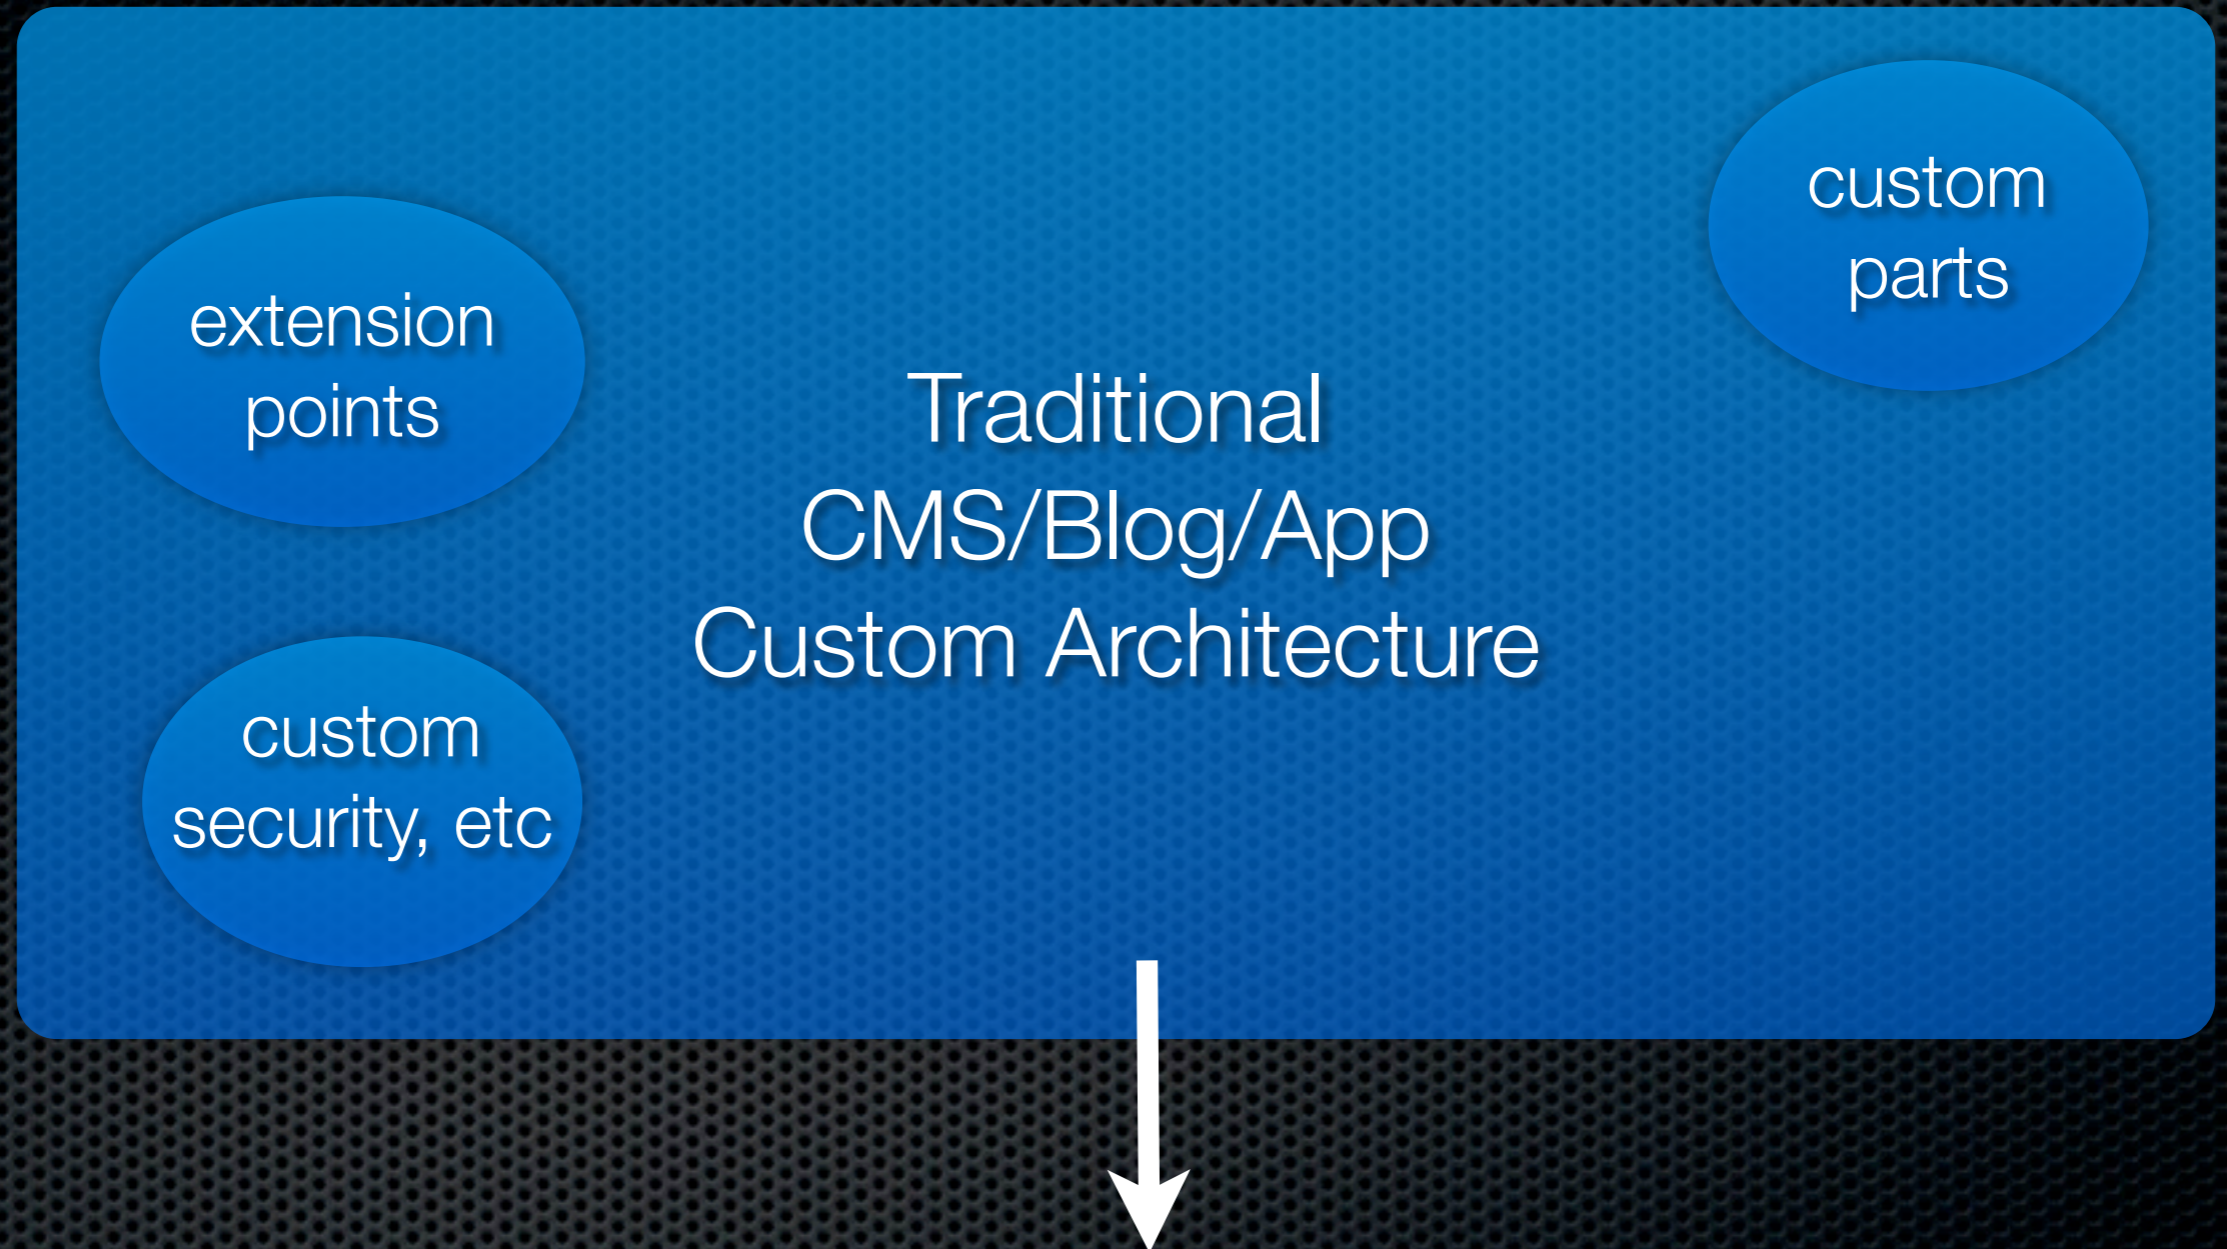 custom
parts
extension
points
Traditional
CMS/Blog/App
Custom Architecture
custom
security, etc